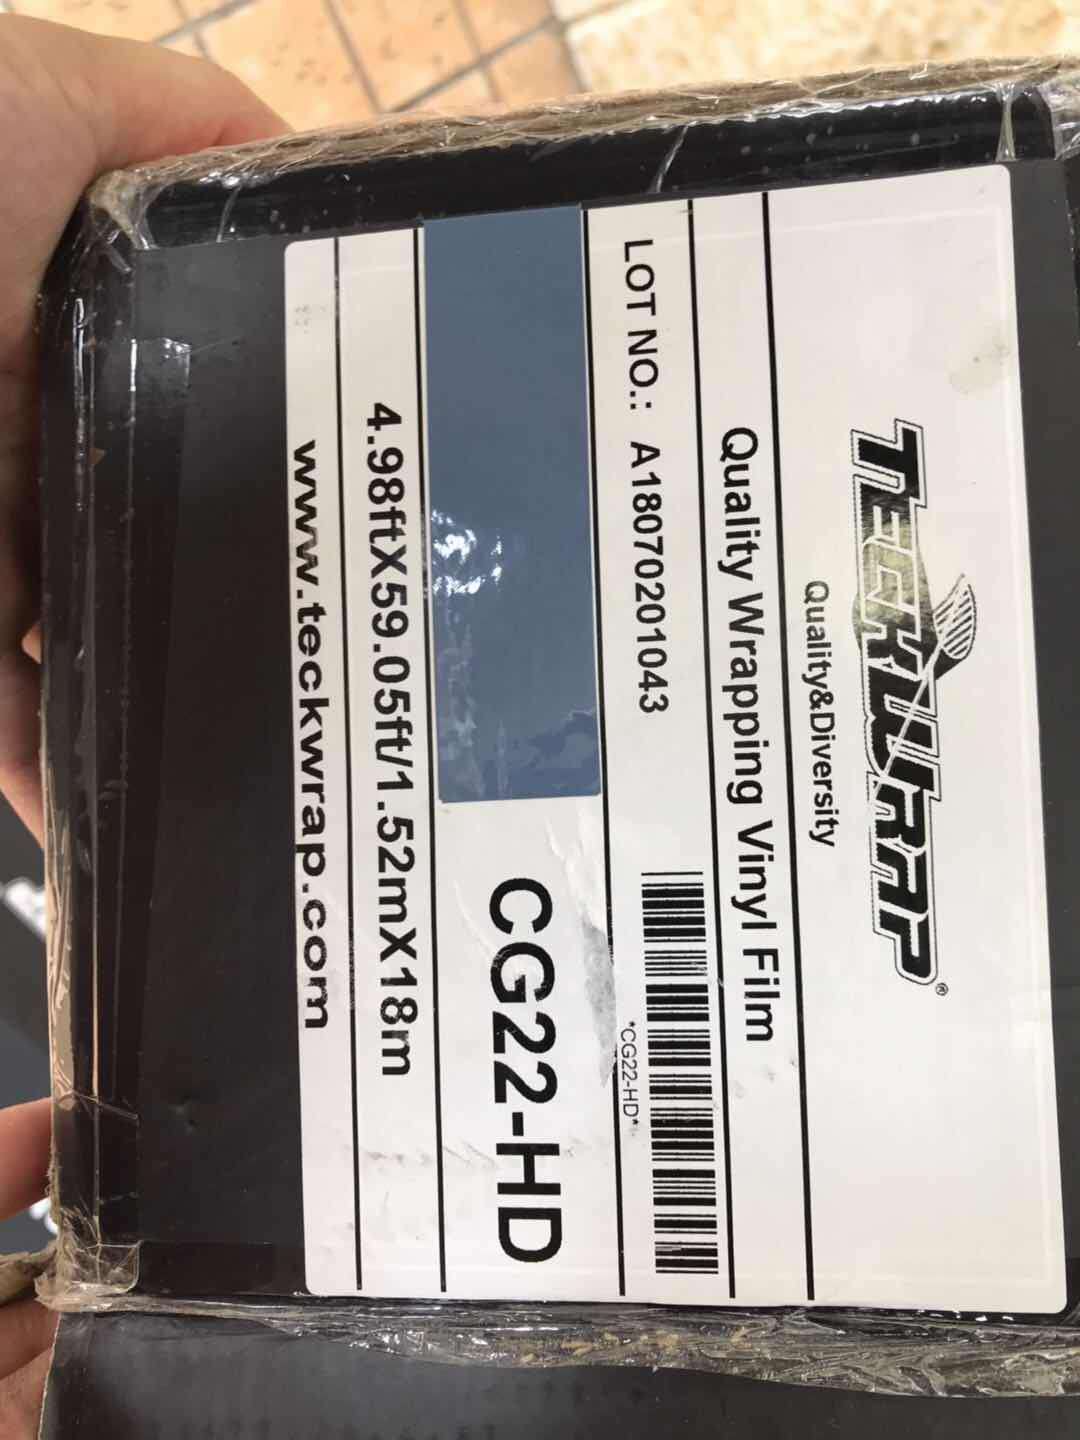 TECKWRAP®
Quality&Diversity
Quality Wrapping Vinyl Film
LOT NO.: A18070201043
*CG22-HD*
CG22-HD
4.98ftX59.05ft/1.52mX18m
www.teckwrap.com